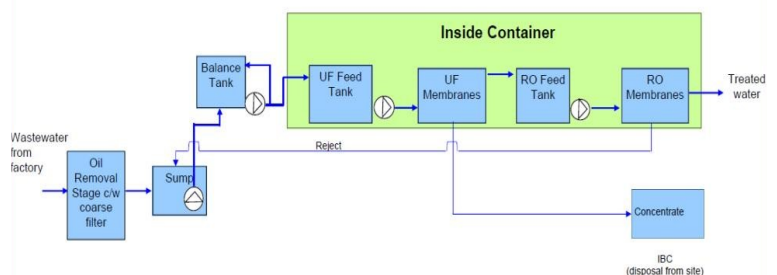 Inside Container
Balance
Tank
UF Feed
Tank
UF
Membranes
RO Feed
Tank
RO
Membranes
Treated
water
Wastewater
from
factory
Oil
Removal
Stage c/w
coarse
filter
Sump
Reject
Concentrate
IBC
(disposal from site)